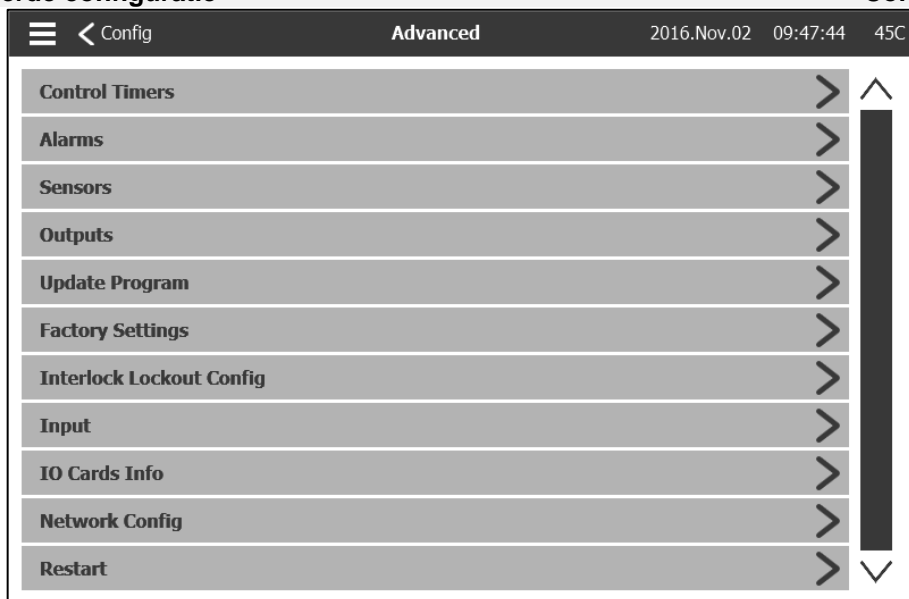 Config Advanced 2016.Nov.02 09:47:44 45C
Control Timers
Alarms
Sensors
Outputs
Update Program
Factory Settings
Interlock Lockout Config
Input
IO Cards Info
Network Config
Restart